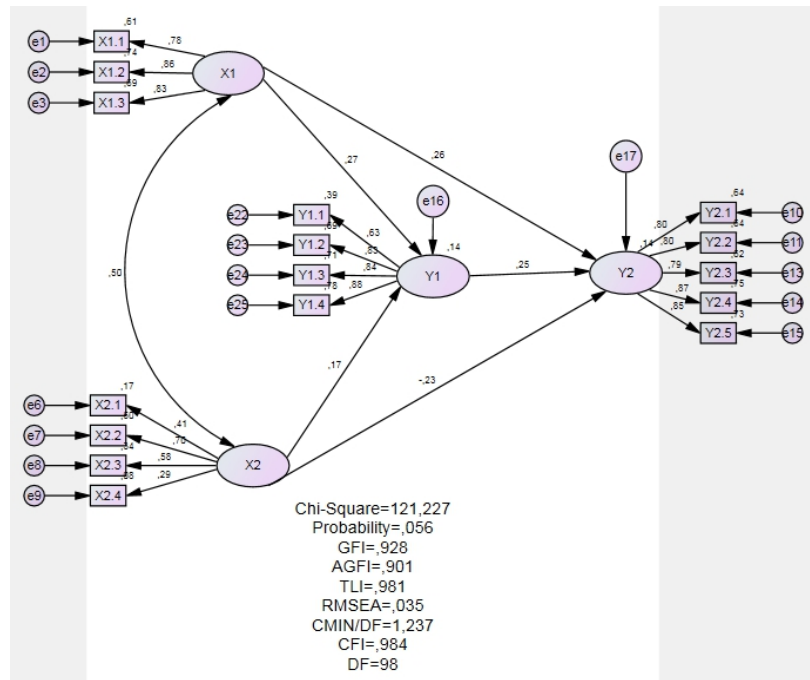 ,61
e1 X1.1 ,78
,74
e2 X1.2 ,86 X1
,69
e3 X1.3 ,83
,27 ,26
e17
,39
e22 Y1.1 ,63 e16
,69
e23 Y1.2 ,83
,71
e24 Y1.3 ,84 ,14 Y1
,78
e25 Y1.4 ,88
,25
,64
,80 Y2.1 e10
,64
,14 ,80 Y2.2 e11
,62
Y2 ,79 Y2.3 e13
,75
,87 Y2.4 e14
,73
,85 Y2.5 e15
,50
,17
-,23
,17
e6 X2.1 ,41
e7 X2.2
e8 X2.3 ,58 X2
e9 X2.4 ,29
Chi-Square=121,227
Probability=,056
GFI=,928
AGFI=,901
TLI=,981
RMSEA=,035
CMIN/DF=1,237
CFI=,984
DF=98